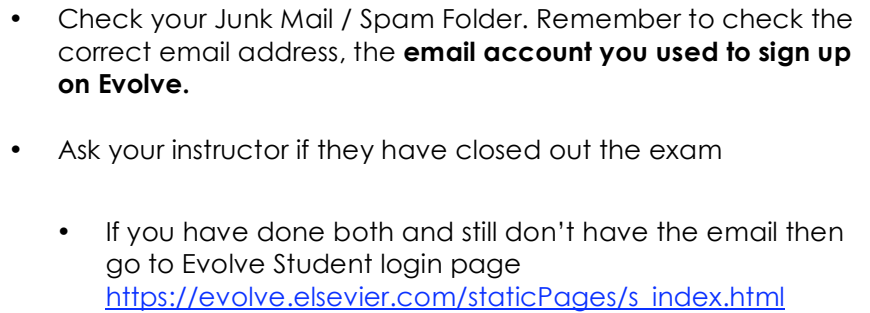 • Check your Junk Mail / Spam Folder. Remember to check the
correct email address, the email account you used to sign up
on Evolve.
• Ask your instructor if they have closed out the exam
• If you have done both and still don’t have the email then
go to Evolve Student login page
https://evolve.elsevier.com/staticPages/s_index.html